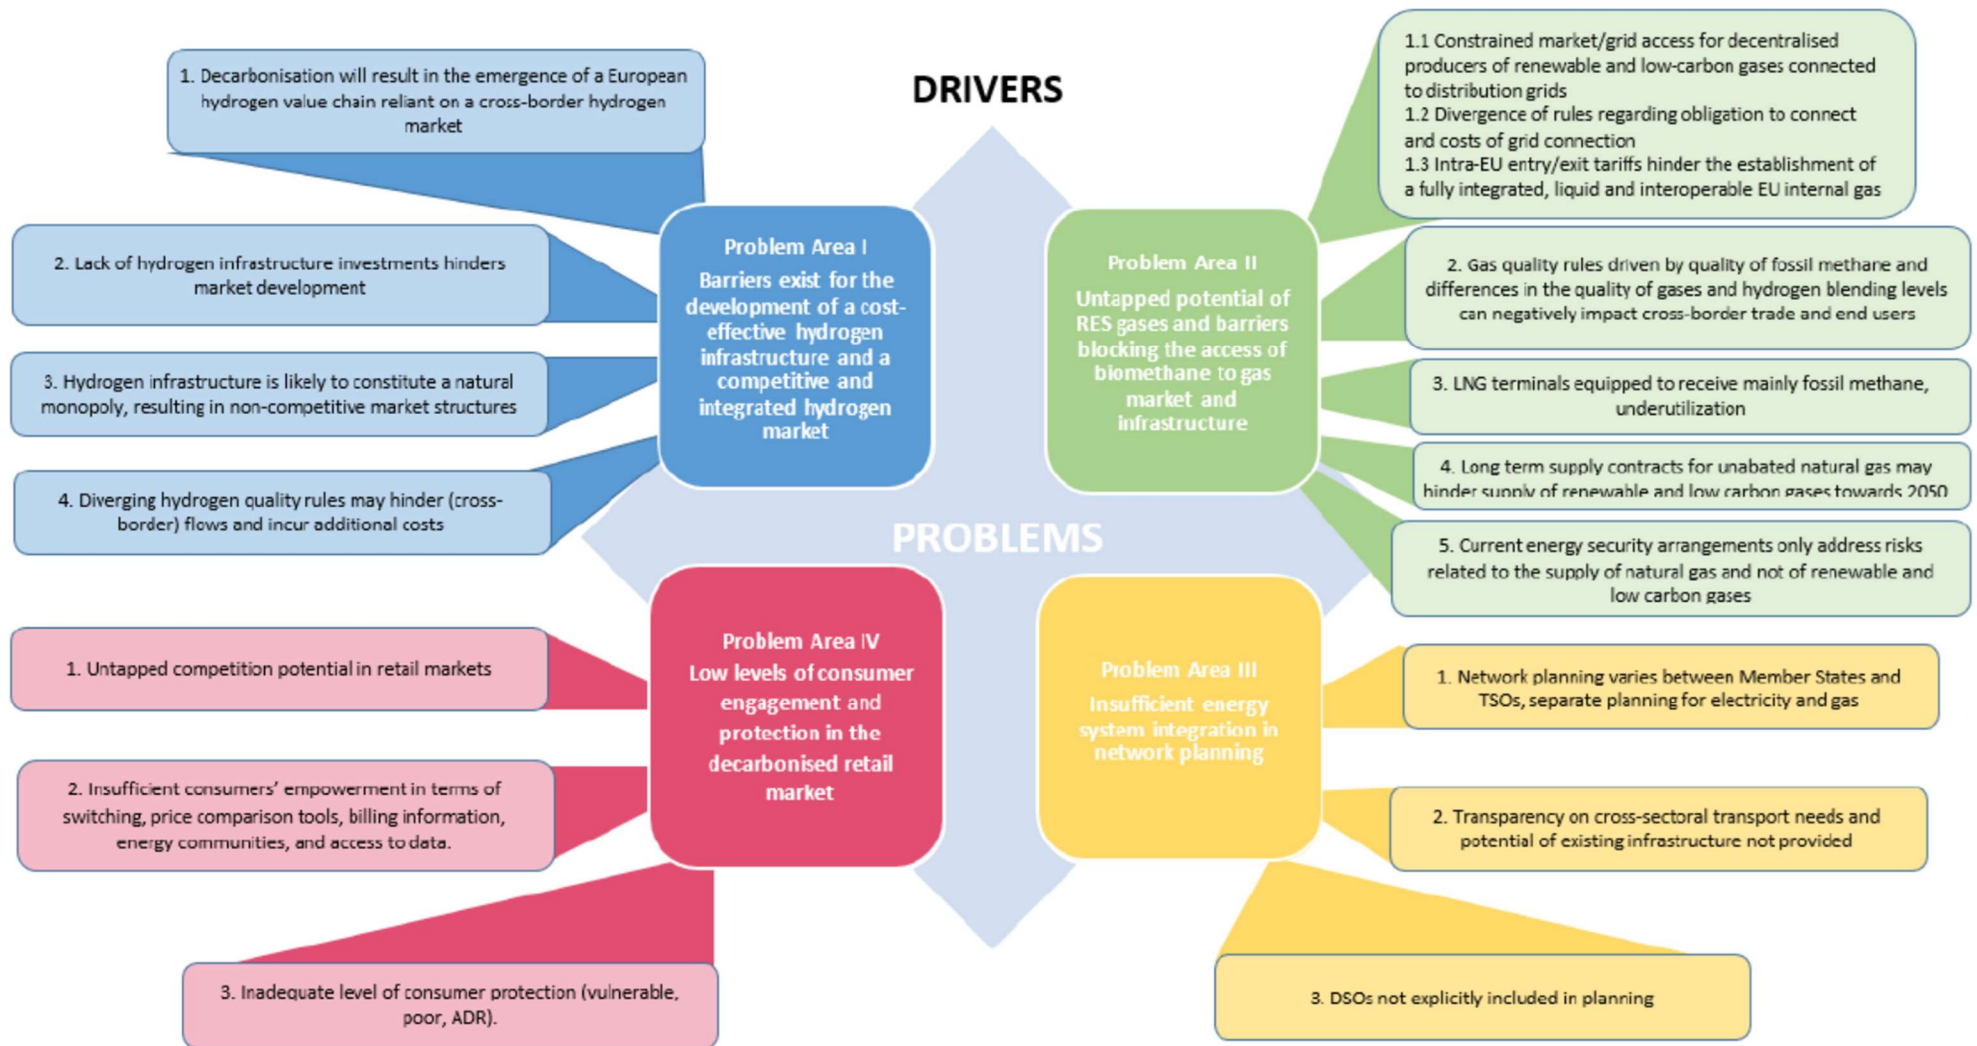 DRIVERS
1. Decarbonisation will result in the emergence of a European
hydrogen value chain reliant on a cross-border hydrogen
market
2. Lack of hydrogen infrastructure investments hinders
market development
3. Hydrogen infrastructure is likely to constitute a natural
monopoly, resulting in non-competitive market structures
4. Diverging hydrogen quality rules may hinder (cross-
border) flows and incur additional costs
Problem Area I
Barriers exist for the
development of a cost-
effective hydrogen
infrastructure and a
competitive and
integrated hydrogen
market
Problem Area II
Untapped potential of
RES gases and barriers
blocking the access of
biomethane to gas
market and
infrastructure
1.1 Constrained market/grid access for decentralised
producers of renewable and low-carbon gases connected
to distribution grids
1.2 Divergence of rules regarding obligation to connect
and costs of grid connection
1.3 Intra-EU entry/exit tariffs hinder the establishment of
a fully integrated, liquid and interoperable EU internal gas
2. Gas quality rules driven by quality of fossil methane and
differences in the quality of gases and hydrogen blending levels
can negatively impact cross-border trade and end users
3. LNG terminals equipped to receive mainly fossil methane,
underutilization
4. Long term supply contracts for unabated natural gas may
hinder supply of renewable and low carbon gases towards 2050
5. Current energy security arrangements only address risks
related to the supply of natural gas and not of renewable and
low carbon gases
PROBLEMS
1. Untapped competition potential in retail markets
2. Insufficient consumers’ empowerment in terms of
switching, price comparison tools, billing information,
energy communities, and access to data.
3. Inadequate level of consumer protection (vulnerable,
poor, ADR).
Problem Area IV
Low levels of consumer
engagement and
protection in the
decarbonised retail
market
Problem Area III
Insufficient energy
system integration in
network planning
1. Network planning varies between Member States and
TSOs, separate planning for electricity and gas
2. Transparency on cross-sectoral transport needs and
potential of existing infrastructure not provided
3. DSOs not explicitly included in planning